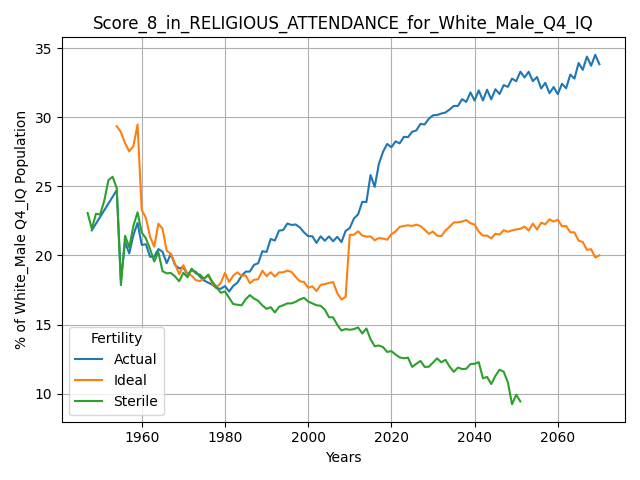 Score_8_in_RELIGIOUS_ATTENDANCE_for_White_Male_Q4_IQ
% of White_Male Q4_IQ Population
35
30
25
20
15
10
Fertility
Actual
Ideal
Sterile
1960 1980 2000 2020 2040 2060
Years